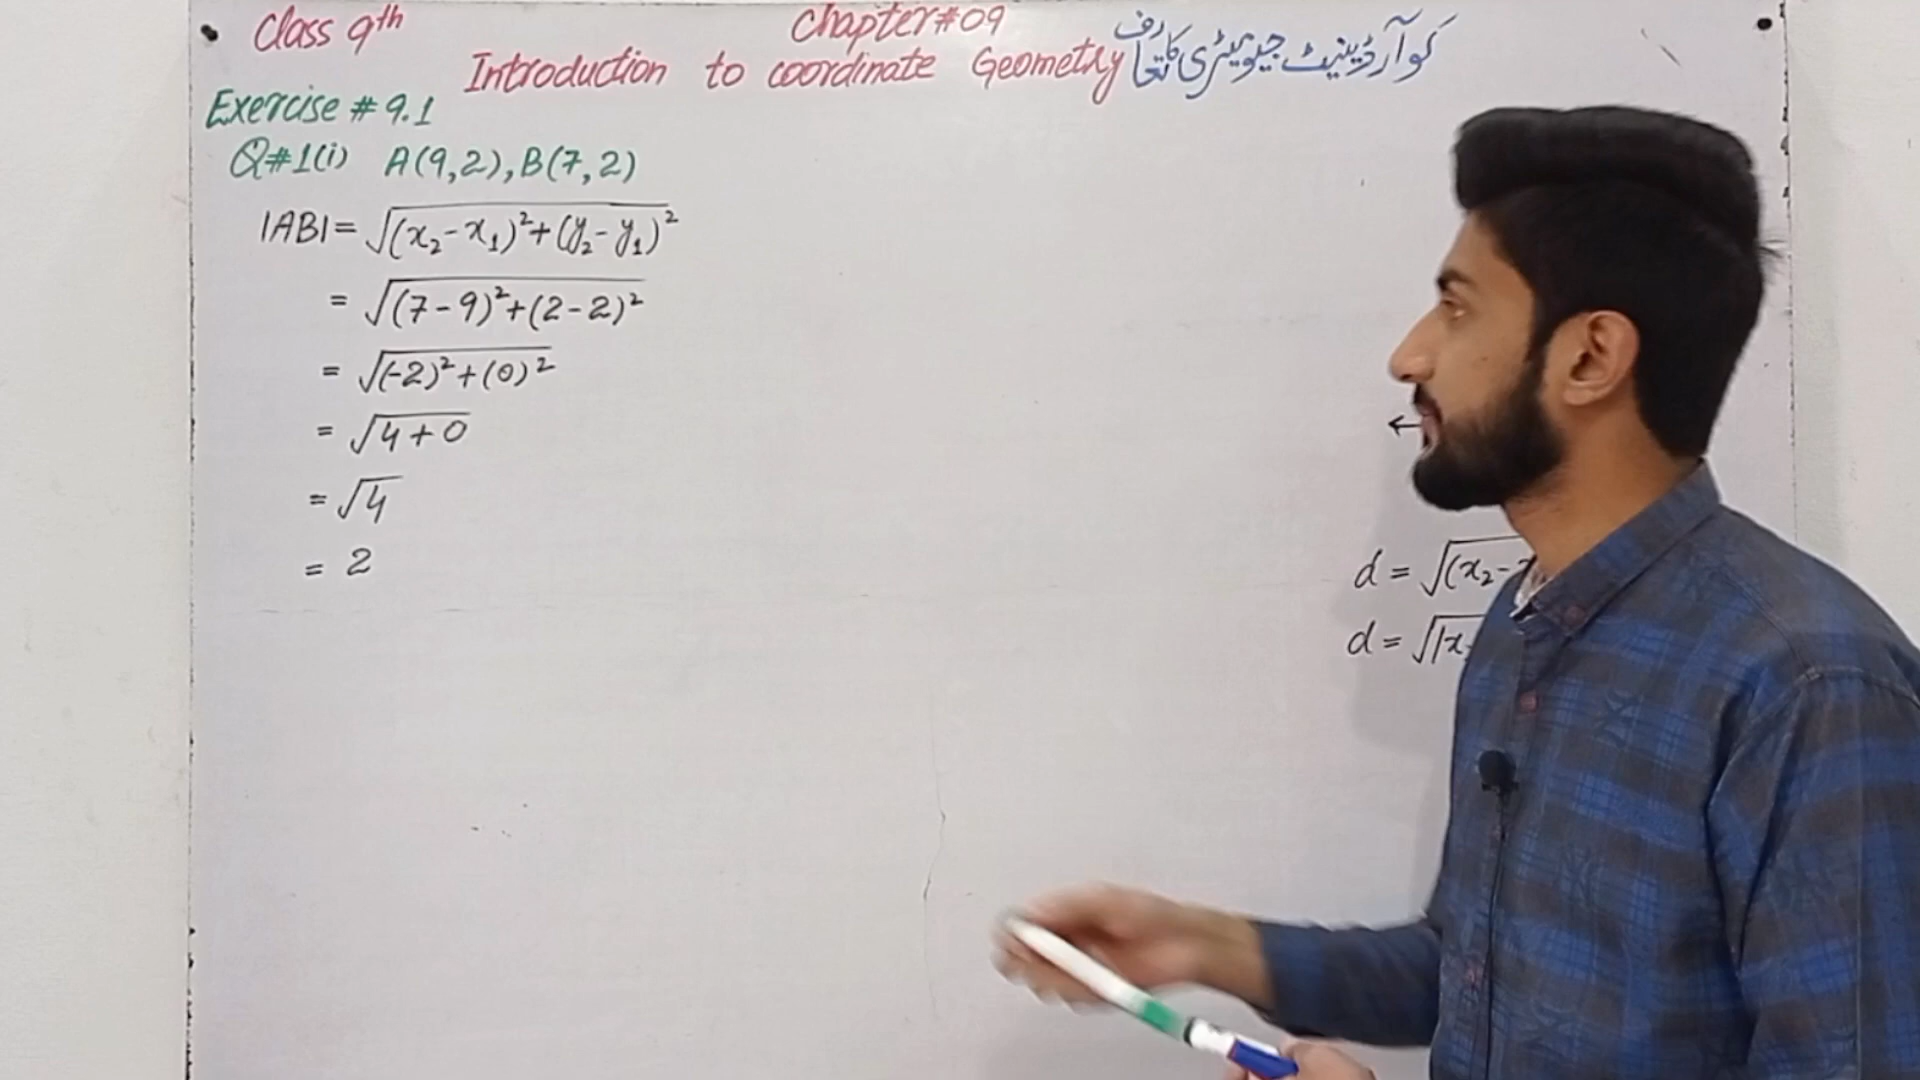 Class 9th Chapter#09
Introduction to coordinate Geometry کوآرڈینیٹ جیومیٹری کا تعارف
Exercise # 9.1
Q#1(i) A(9,2),B(7,2)
|AB| = √(x₂-x₁)²+(y₂-y₁)²
= √(7-9)²+(2-2)²
= √(-2)²+(0)²
= √4+0
= √4
= 2
d = √(x₂-
d = √|x